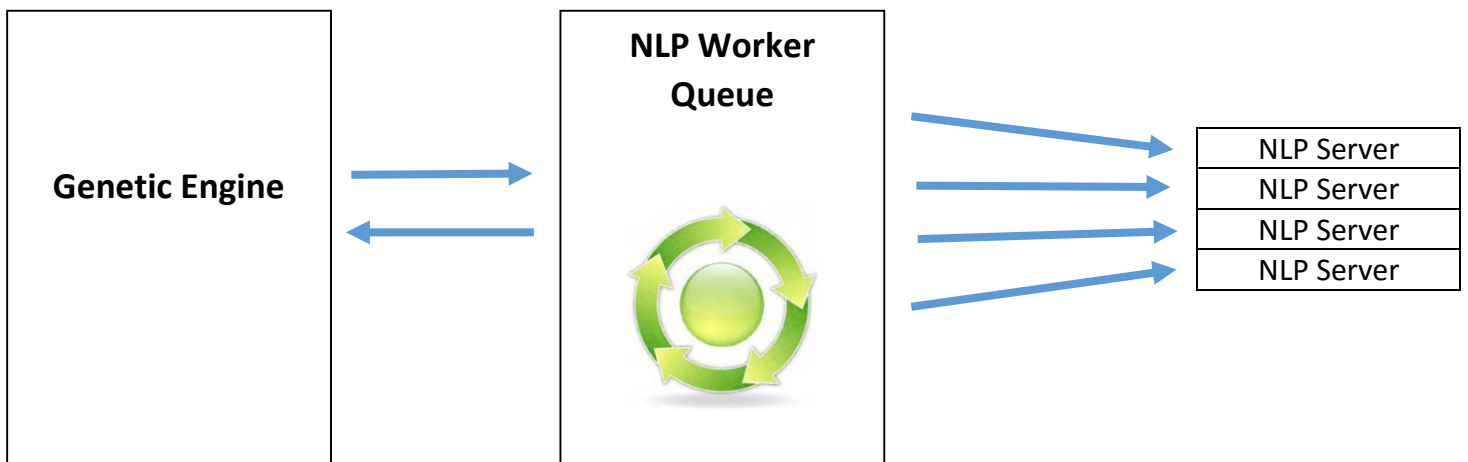 Genetic Engine
NLP Worker
Queue
NLP Server
NLP Server
NLP Server
NLP Server